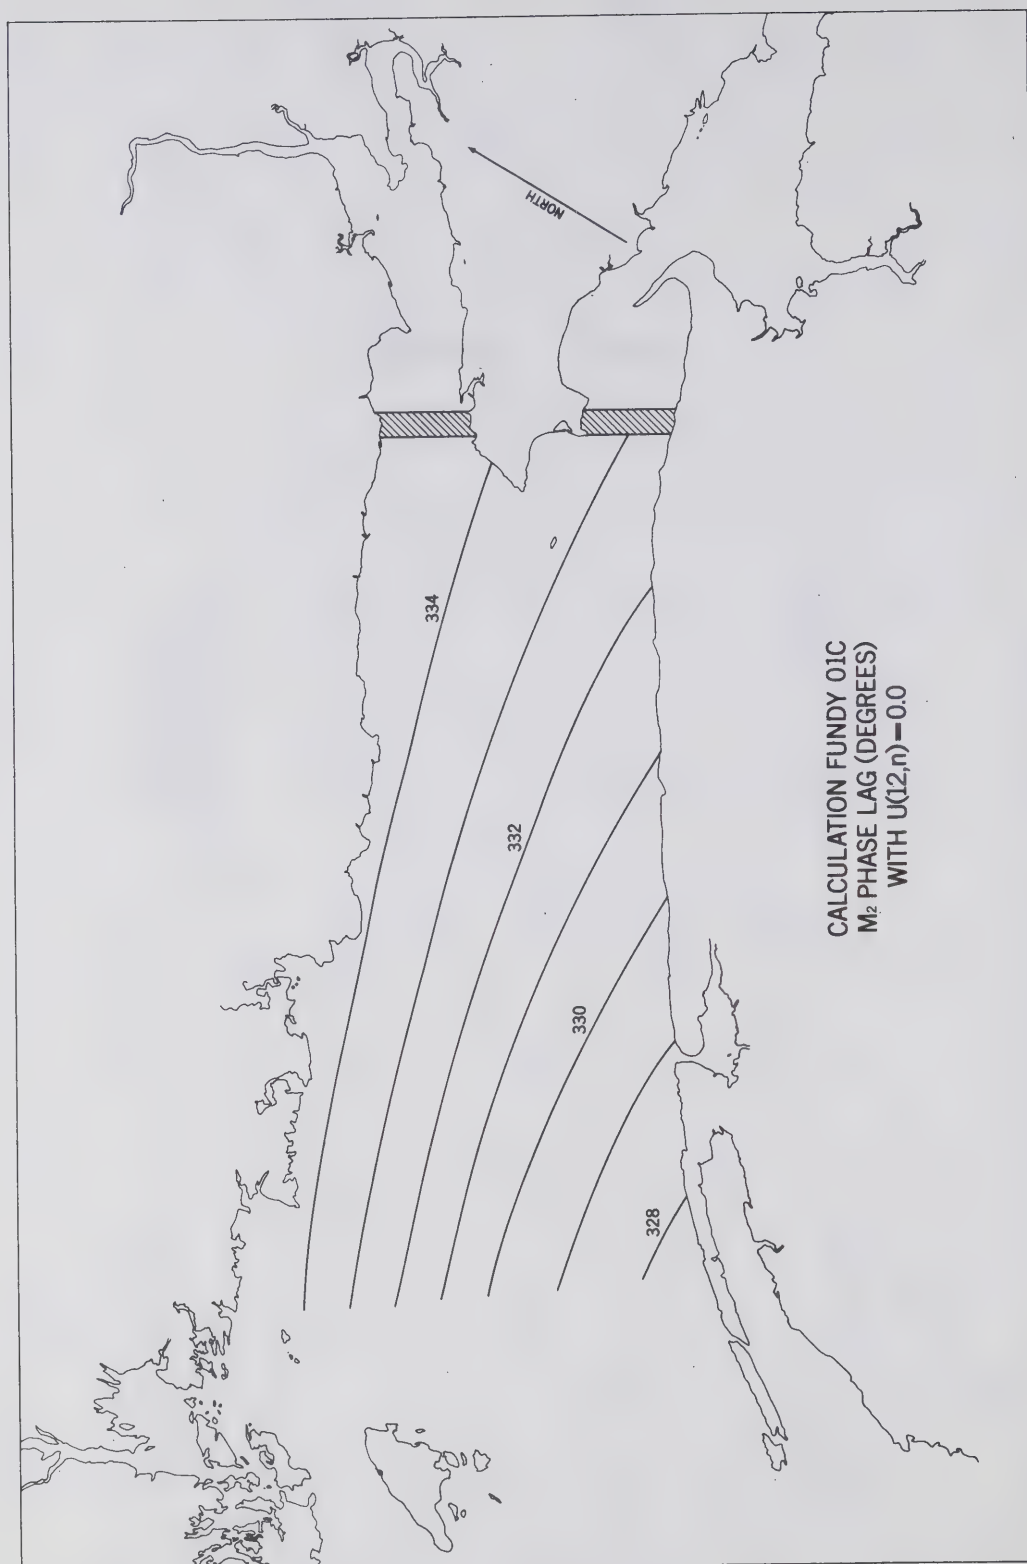 NORTH
334
332
330
328
CALCULATION FUNDY 01C
M₂ PHASE LAG (DEGREES)
WITH U(12,n)=0.0